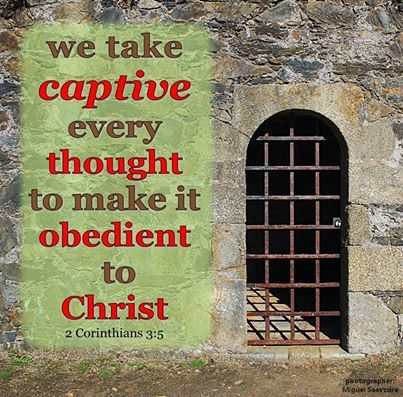 we take
captive
every
thought
to make it
obedient
to
Christ
2 Corinthians 3:5
photographer:
Miguel Saavedra